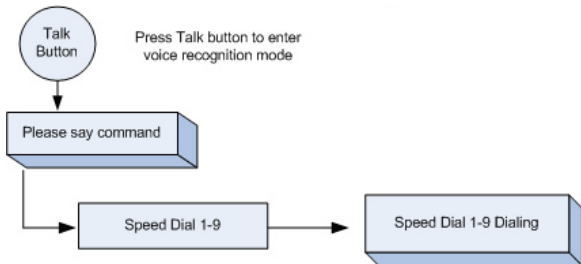 Talk
Button
Press Talk button to enter
voice recognition mode
Please say command
Speed Dial 1-9
Speed Dial 1-9 Dialing